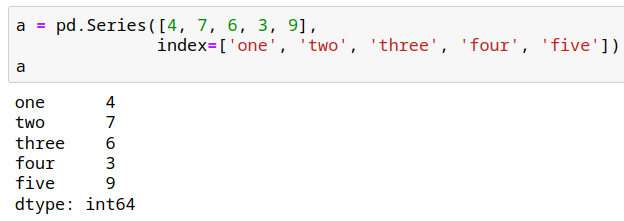 a = pd.Series([4, 7, 6, 3, 9],
index=['one', 'two', 'three', 'four', 'five'])
a
one 4
two 7
three 6
four 3
five 9
dtype: int64